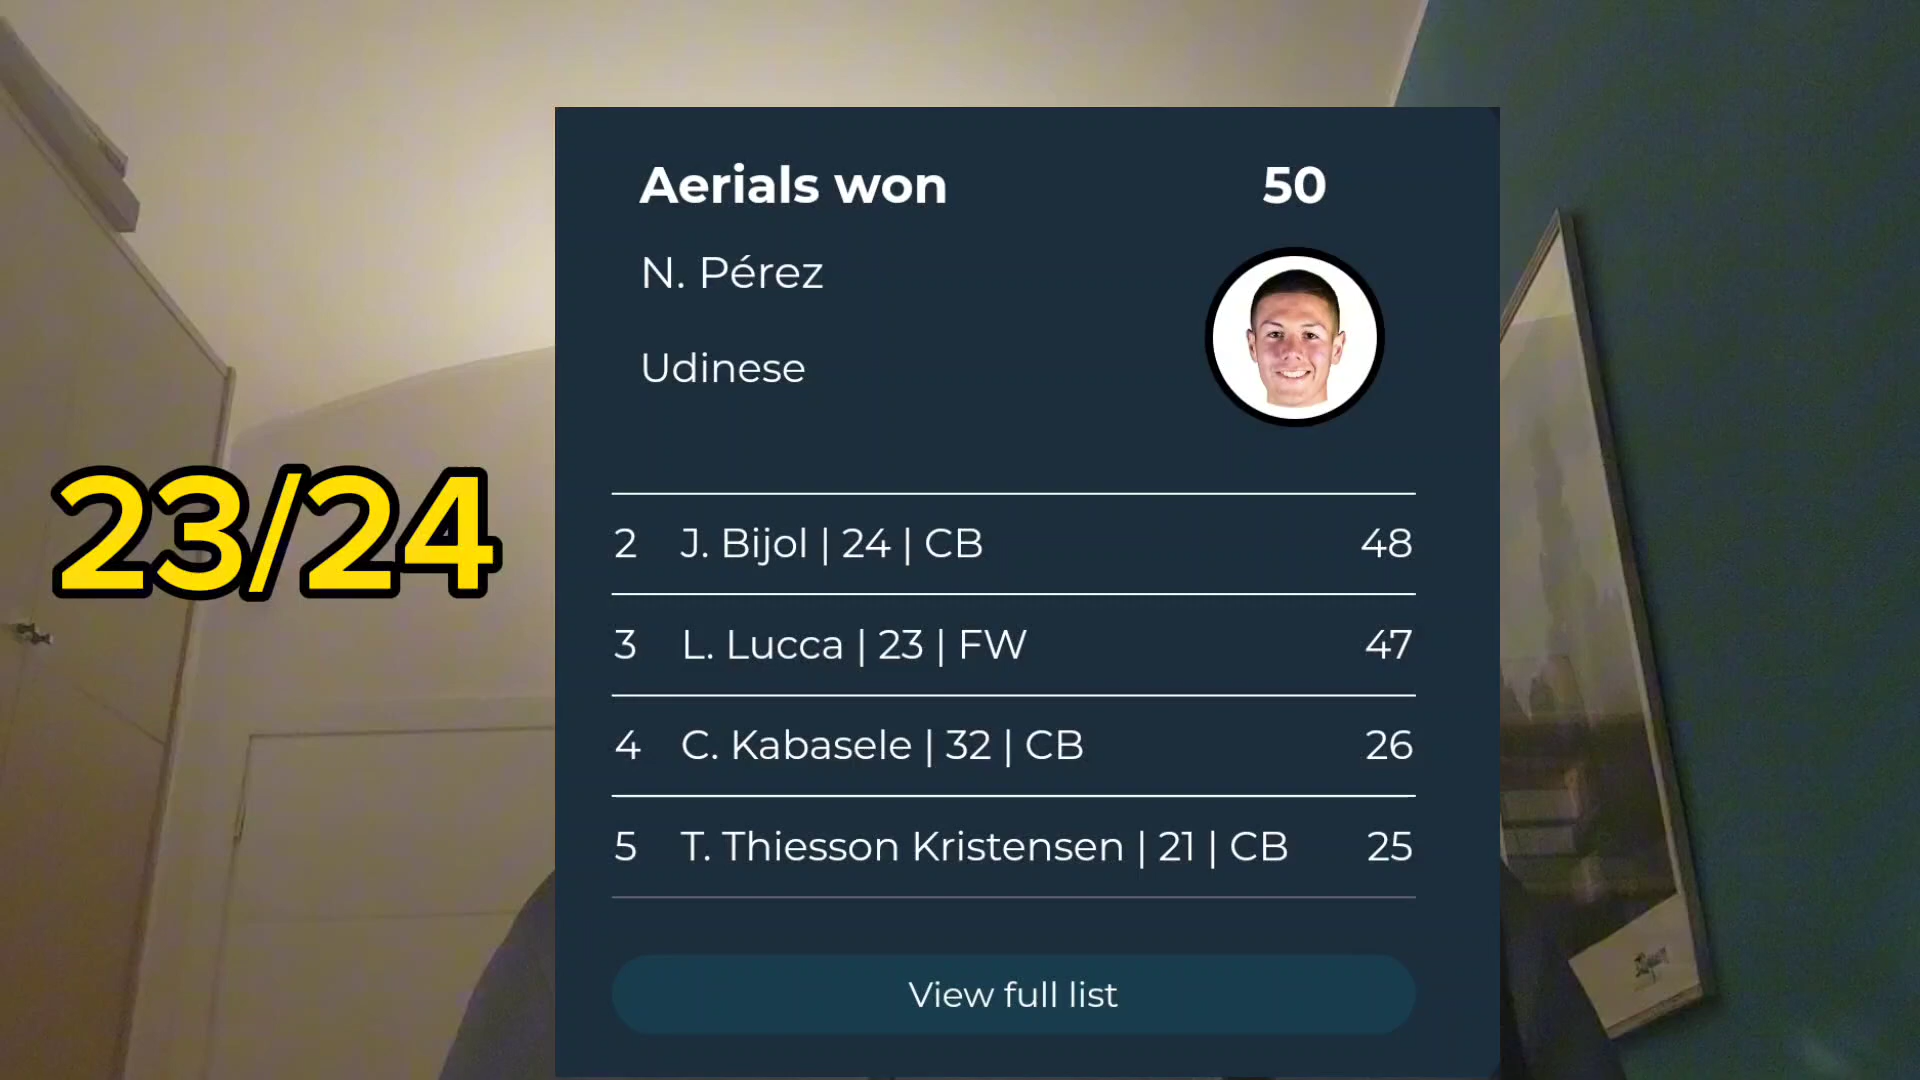 Aerials won 50
N. Pérez
Udinese
23/24
2 J. Bijol | 24 | CB 48
3 L. Lucca | 23 | FW 47
4 C. Kabasele | 32 | CB 26
5 T. Thiesson Kristensen | 21 | CB 25
View full list